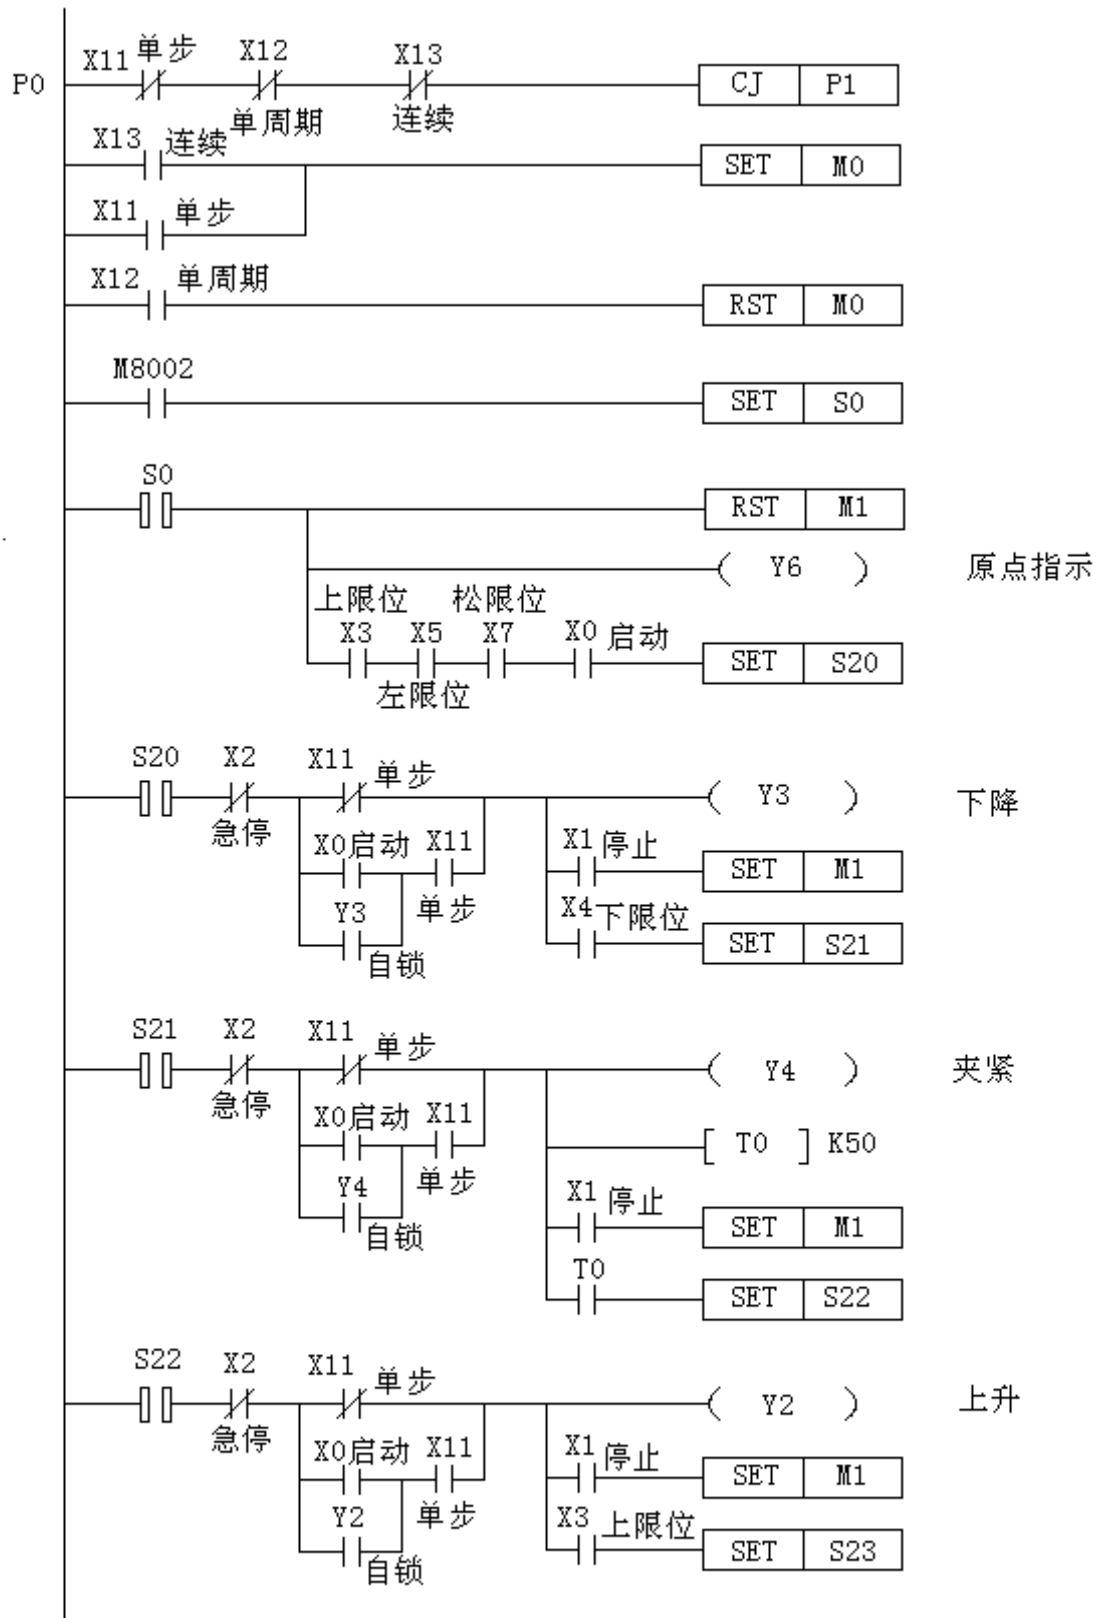 X11 单步 X12 X13
P0 CJ P1
单周期 连续
X13 连续
SET M0
X11 单步
X12 单周期
RST M0
M8002
SET S0
S0
RST M1
Y6 原点指示
上限位 松限位
X3 X5 X7 X0 启动
SET S20
左限位
S20 X2 X11 单步
Y3 下降
急停 X0启动 X11 X1 停止
SET M1
Y3 单步 X4 下限位
SET S21
自锁
S21 X2 X11 单步
Y4 夹紧
急停 X0启动 X11
T0 K50
Y4 单步 X1 停止
SET M1
自锁
T0
SET S22
S22 X2 X11 单步
Y2 上升
急停 X0启动 X11 X1 停止
SET M1
Y2 单步 X3 上限位
SET S23
自锁